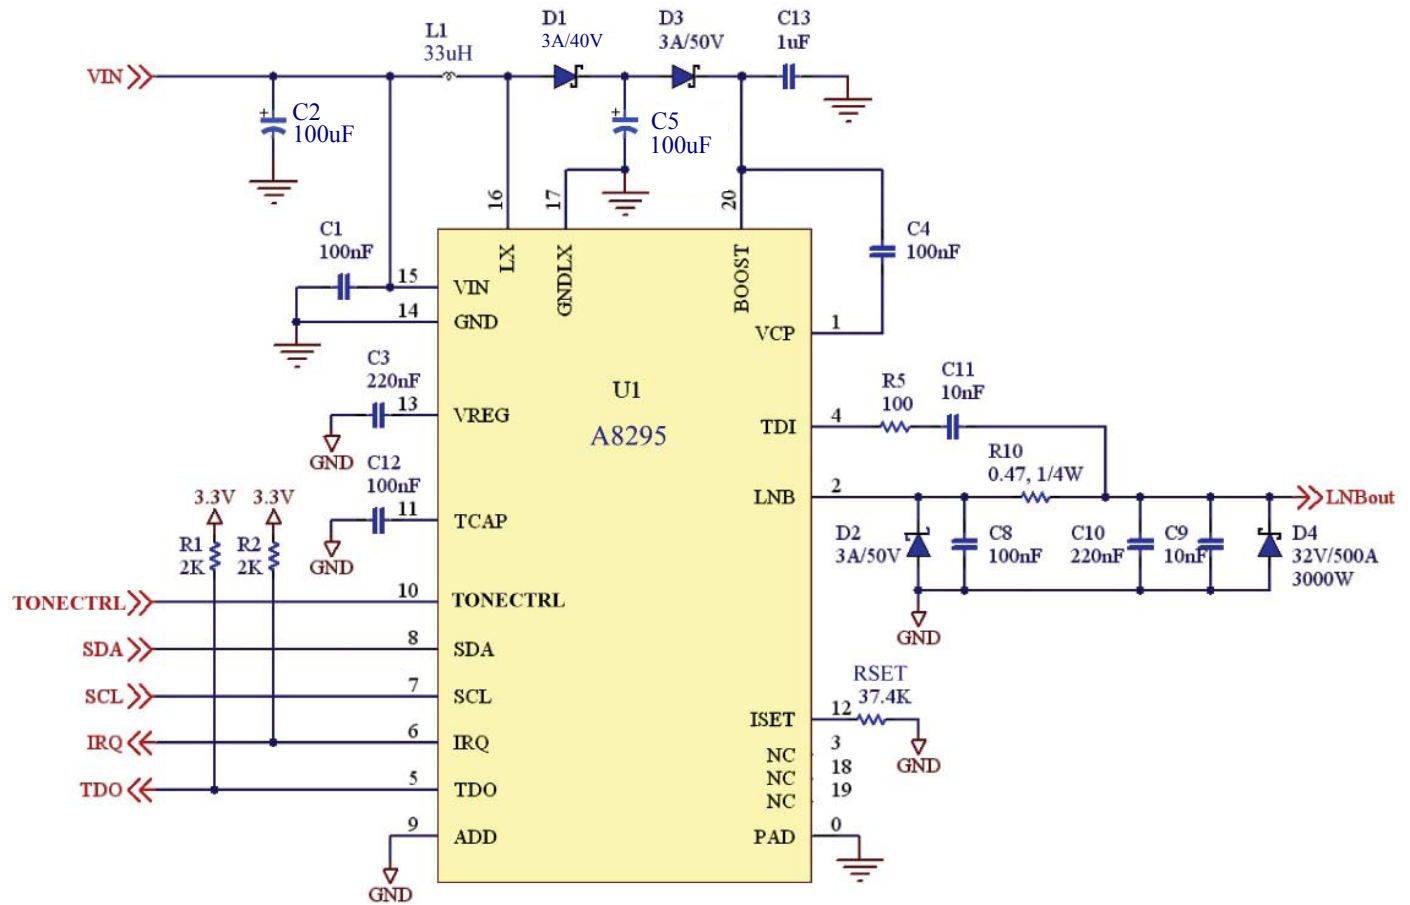 L1
33uH
D1
3A/40V
D3
3A/50V
C13
1uF
VIN
+
C2
100uF
+
C5
100uF
16
17
20
C1
100nF
C4
100nF
LX
GNDLX
BOOST
15
VIN
14
GND
VCP
1
C3
220nF
13
VREG
GND
U1
A8295
R5
100
C11
10nF
TDI
4
C12
100nF
11
TCAP
GND
R10
0.47, 1/4W
LNB
2
LNBout
3.3V
3.3V
R1
2K
R2
2K
D2
3A/50V
C8
100nF
C10
220nF
C9
10nF
D4
32V/500A
3000W
GND
TONECTRL
10
TONECTRL
SDA
8
SDA
SCL
7
SCL
RSET
37.4K
ISET
12
GND
IRQ
6
IRQ
NC
3
NC
18
NC
19
TDO
5
TDO
9
ADD
GND
PAD
0